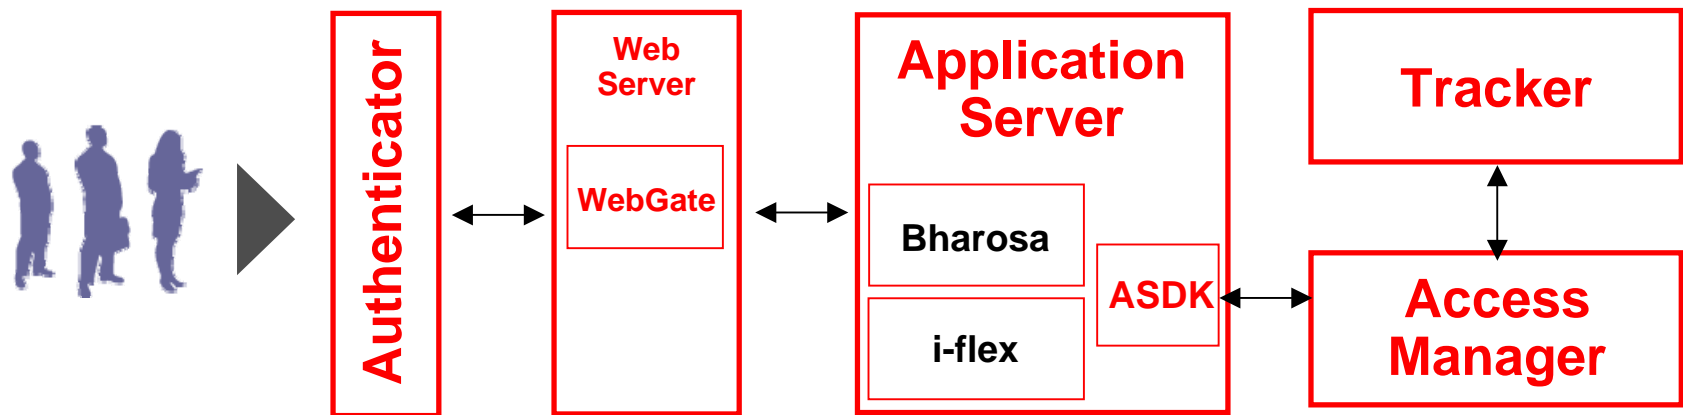 Authenticator
Web
Server
WebGate
Application
Server
Bharosa
i-flex
ASDK
Tracker
Access
Manager